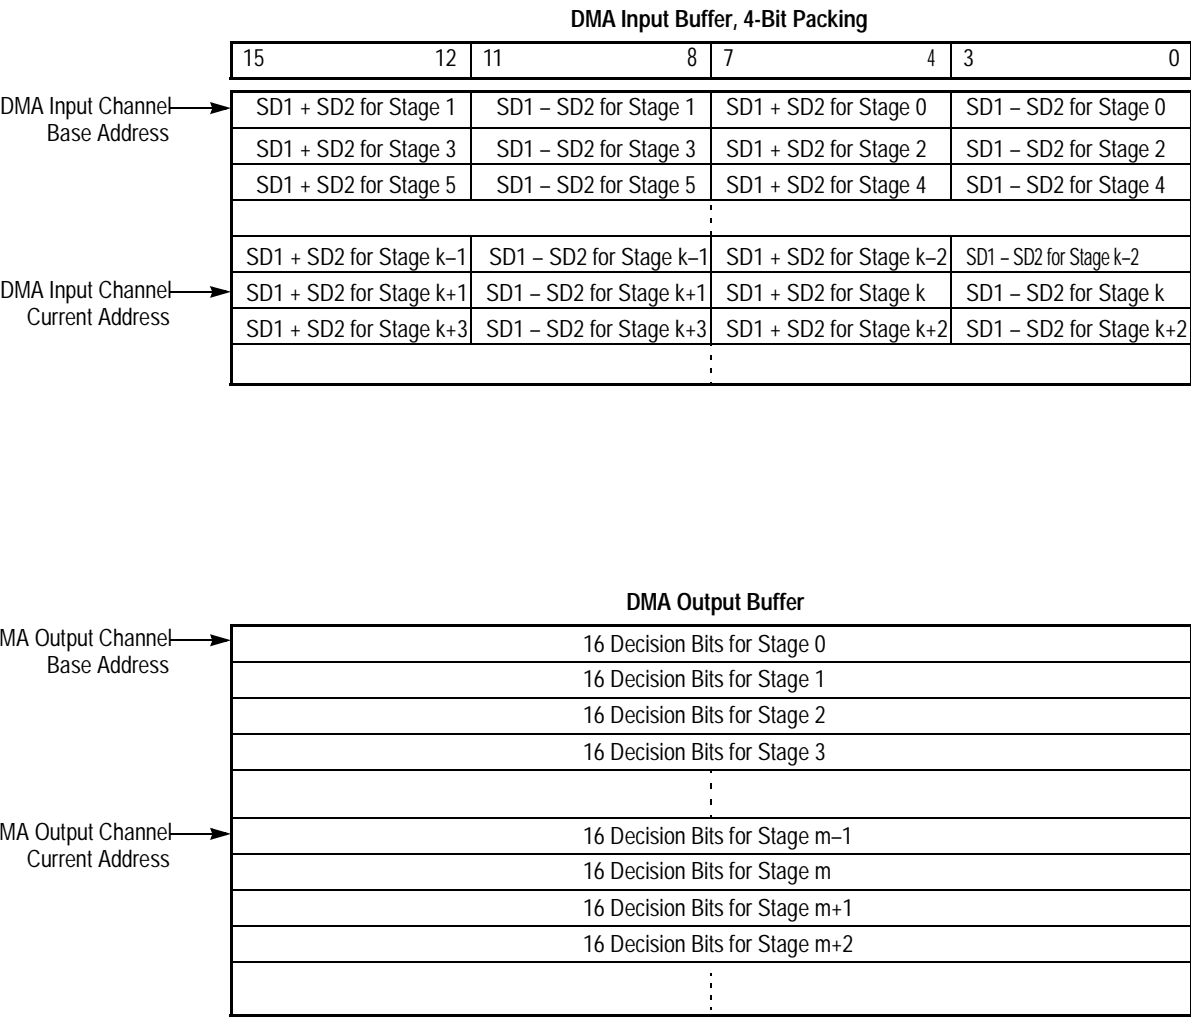 DMA Input Buffer, 4-Bit Packing
15 12 11 8 7 4 3 0
DMA Input Channel
Base Address
SD1 + SD2 for Stage 1 SD1 – SD2 for Stage 1 SD1 + SD2 for Stage 0 SD1 – SD2 for Stage 0
SD1 + SD2 for Stage 3 SD1 – SD2 for Stage 3 SD1 + SD2 for Stage 2 SD1 – SD2 for Stage 2
SD1 + SD2 for Stage 5 SD1 – SD2 for Stage 5 SD1 + SD2 for Stage 4 SD1 – SD2 for Stage 4
SD1 + SD2 for Stage k–1 SD1 – SD2 for Stage k–1 SD1 + SD2 for Stage k–2 SD1 – SD2 for Stage k–2
DMA Input Channel
Current Address
SD1 + SD2 for Stage k+1 SD1 – SD2 for Stage k+1 SD1 + SD2 for Stage k SD1 – SD2 for Stage k
SD1 + SD2 for Stage k+3 SD1 – SD2 for Stage k+3 SD1 + SD2 for Stage k+2 SD1 – SD2 for Stage k+2
DMA Output Buffer
MA Output Channel
Base Address
16 Decision Bits for Stage 0
16 Decision Bits for Stage 1
16 Decision Bits for Stage 2
16 Decision Bits for Stage 3
MA Output Channel
Current Address
16 Decision Bits for Stage m–1
16 Decision Bits for Stage m
16 Decision Bits for Stage m+1
16 Decision Bits for Stage m+2